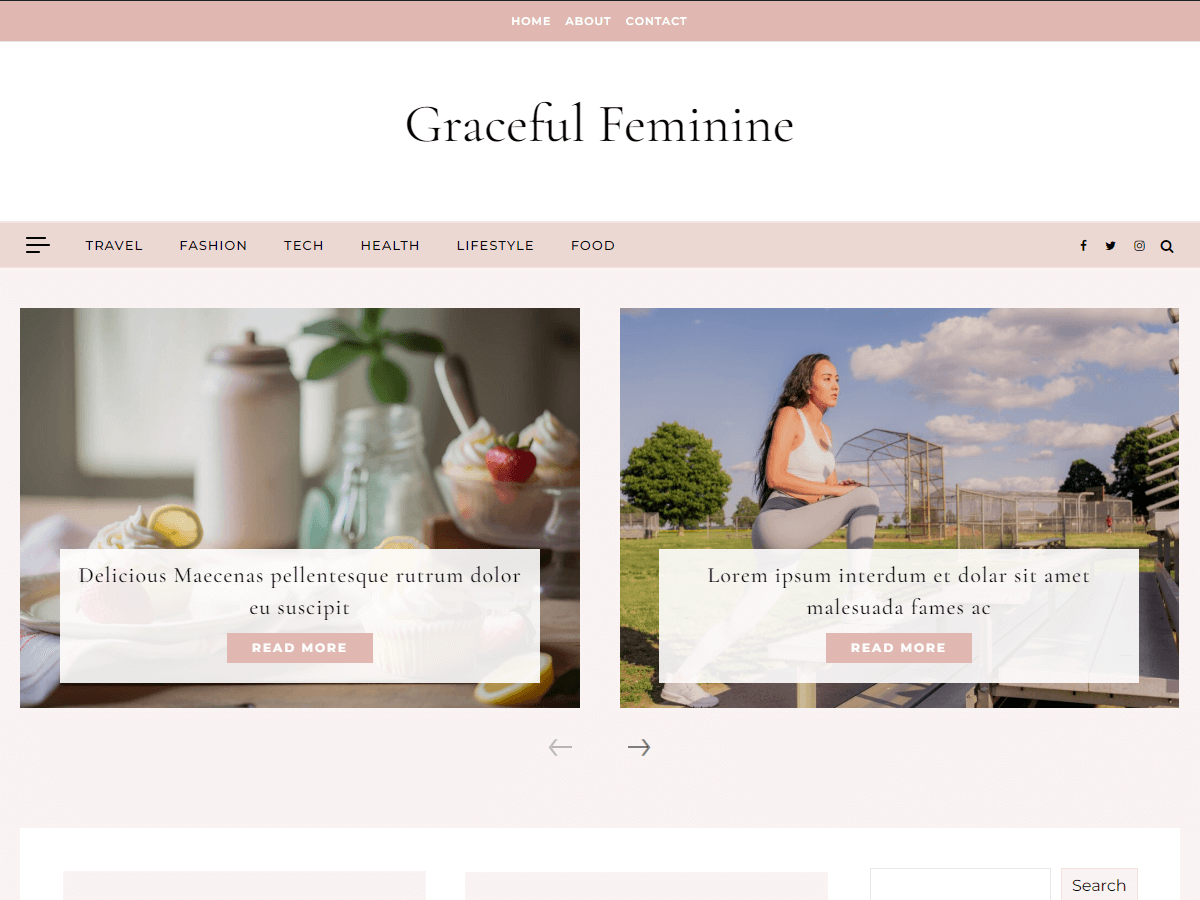 HOME ABOUT CONTACT
Graceful Feminine
TRAVEL FASHION TECH HEALTH LIFESTYLE FOOD
Delicious Maecenas pellentesque rutrum dolor
eu suscipit
READ MORE
Lorem ipsum interdum et dolar sit amet
malesuada fames ac
READ MORE
Search